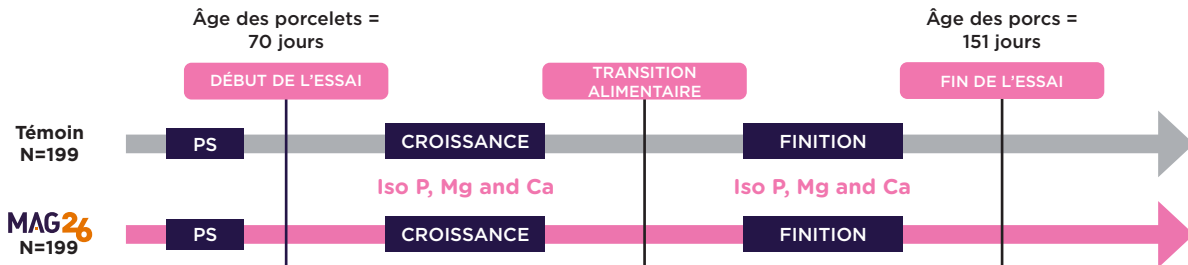 Âge des porcelets =
70 jours
Âge des porcs =
151 jours
DÉBUT DE L'ESSAI
TRANSITION
ALIMENTAIRE
FIN DE L'ESSAI
Témoin
N=199
PS
CROISSANCE
FINITION
Iso P, Mg and Ca
Iso P, Mg and Ca
MAG26
N=199
PS
CROISSANCE
FINITION